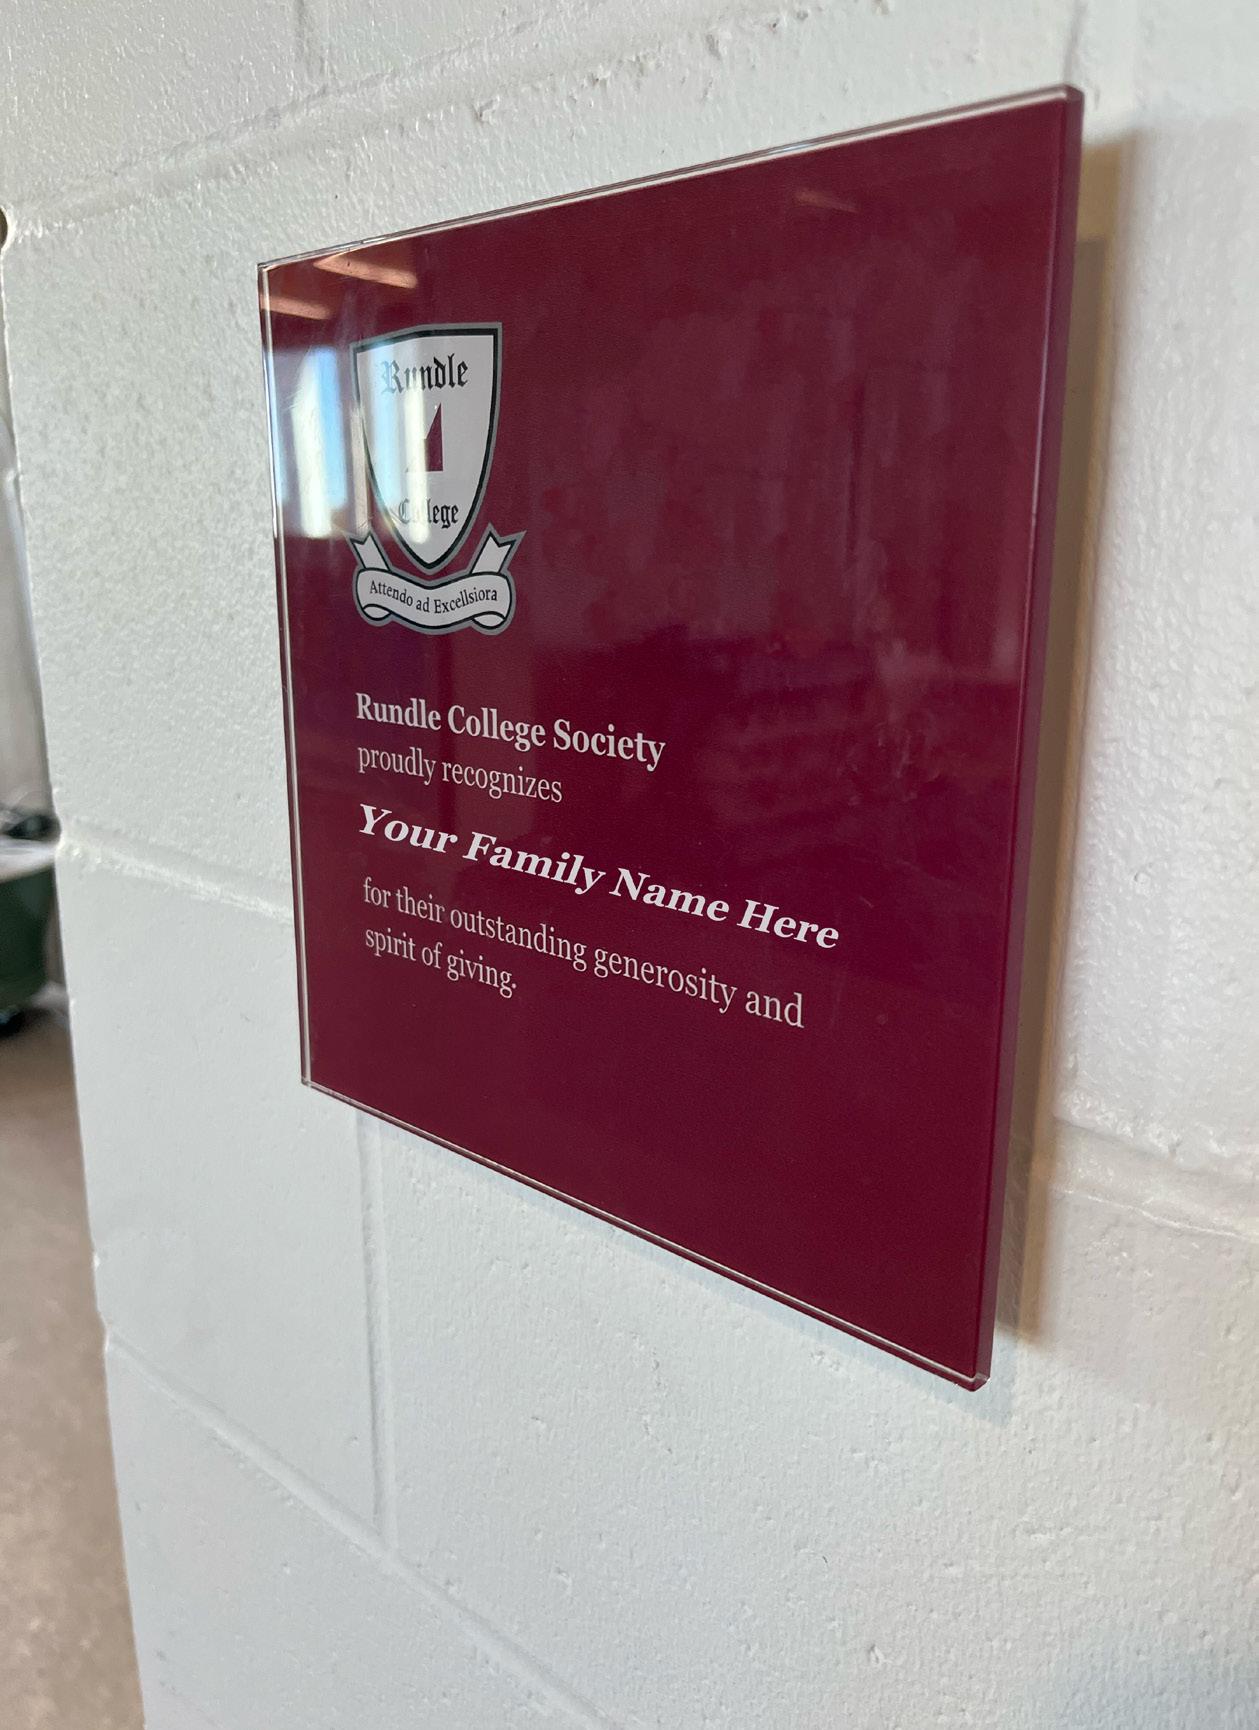 Rundle
College
Attendo ad Excellsiora
Rundle College Society
proudly recognizes
Your Family Name Here
for their outstanding generosity and
spirit of giving.